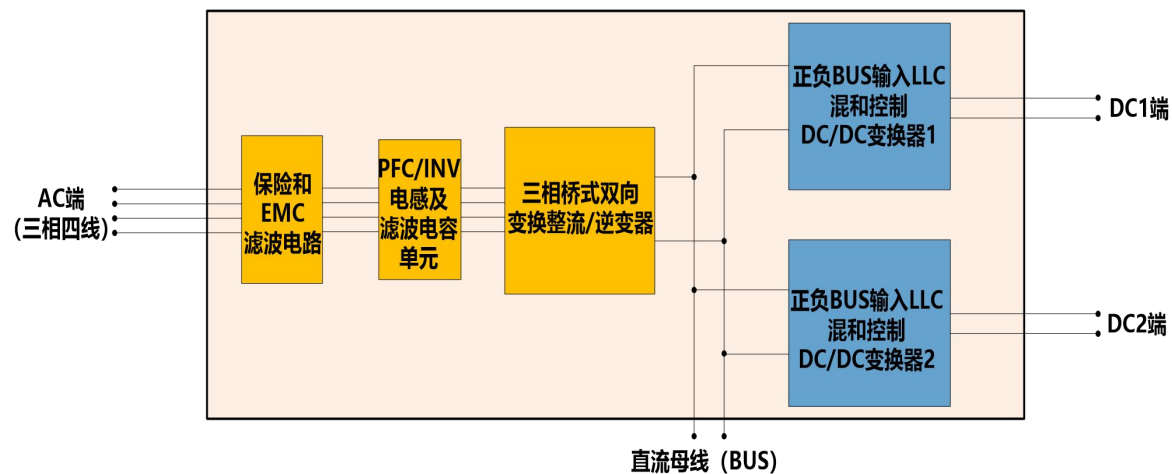 AC端
(三相四线)
保险和
EMC
滤波电路
PFC/INV
电感及
滤波电容
单元
三相桥式双向
变换整流/逆变器
正负BUS输入LLC
混和控制
DC/DC变换器1
DC1端
正负BUS输入LLC
混和控制
DC/DC变换器2
DC2端
直流母线（BUS）